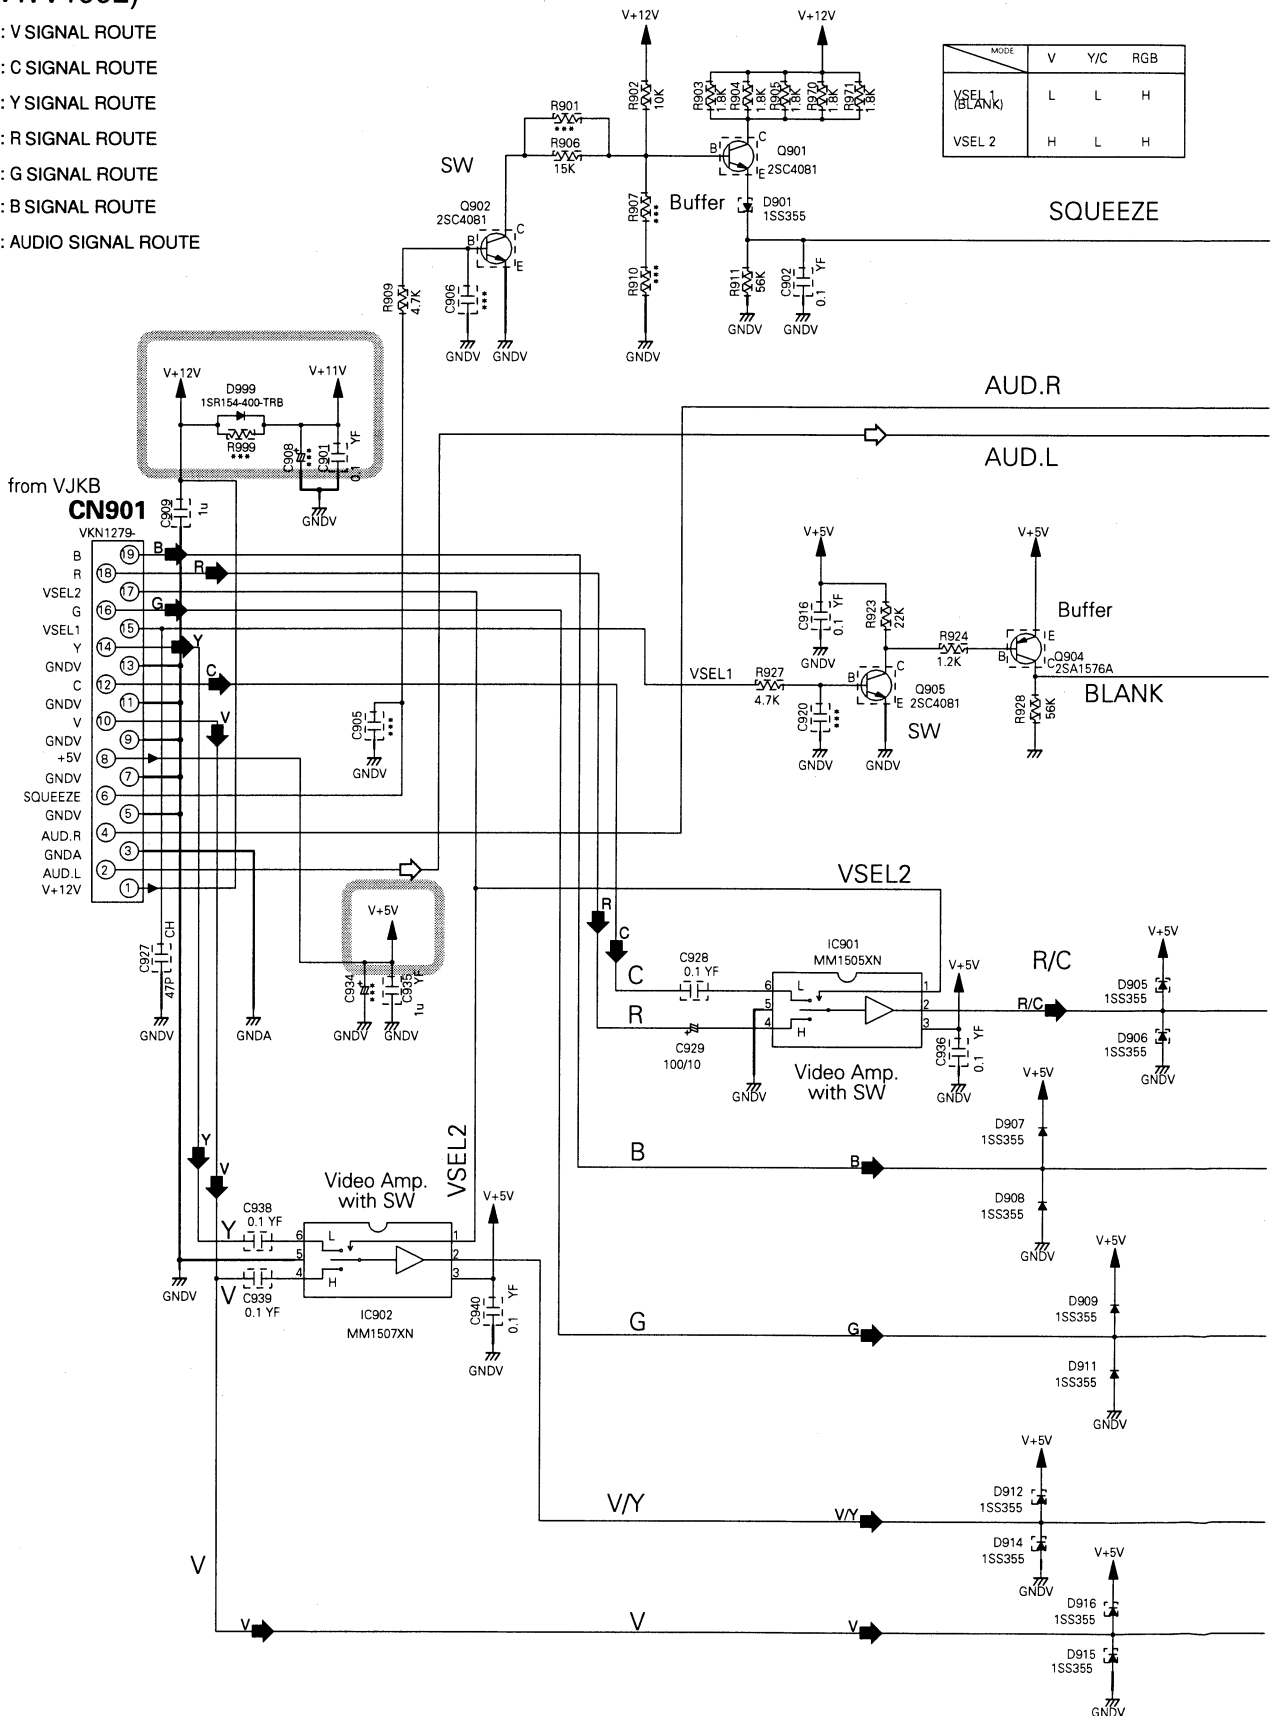 : V SIGNAL ROUTE
: C SIGNAL ROUTE
: Y SIGNAL ROUTE
: R SIGNAL ROUTE
: G SIGNAL ROUTE
: B SIGNAL ROUTE
: AUDIO SIGNAL ROUTE
V+12V
V+12V
MODE V Y/C RGB
VSEL 1 (BLANK) L L H
VSEL 2 H L H
R902 10K
R903 1.8K
R904 1.8K
R905 1.8K
R970 1.8K
R971 1.8K
R901
***
R906
15K
B C E
Q901
2SC4081
SW
Q902
2SC4081
B C E
R907 ***
Buffer
D901
1SS355
SQUEEZE
R909 4.7K
C906 ***
R910 ***
R911 56K
C902 0.1 YF
GNDV
GNDV
GNDV GNDV
GNDV
V+12V
V+11V
D999
1SR154-400-TRB
R999
***
C908 ***
C901 0.1 YF
GNDV
AUD.R
AUD.L
from VJKB
CN901
VKN1279-
C909 1u
B 19 B
R 18 R
VSEL2 17
G 16 G
VSEL1 15
Y 14 Y
GNDV 13
C 12 C
GNDV 11
V 10 V
GNDV 9
+5V 8
GNDV 7
SQUEEZE 6
GNDV 5
AUD.R 4
GNDA 3
AUD.L 2
V+12V 1
C905 ***
GNDV
V+5V
V+5V
C916 0.1 YF
R923 22K
GNDV
R924
1.2K
Buffer
B E C
Q904
2SA1576A
VSEL1
R927
4.7K
B C E
Q905
2SC4081
C920 ***
SW
R928 56K
BLANK
GNDV
GNDV
C927 47P CH
GNDV
GNDA
V+5V
C934 ***
C935 1u YF
GNDV GNDV
VSEL2
R
C
IC901
MM1505XN
V+5V
C
C928
0.1 YF
R
C929
100/10
6 L 1
5 2
4 H 3
Video Amp.
with SW
GNDV
C936 0.1 YF
GNDV
R/C
R/C
V+5V
D905
1SS355
D906
1SS355
GNDV
V+5V
D907
1SS355
B
B
D908
1SS355
GNDV
Y
V
VSEL2
Video Amp.
with SW
V+5V
C938
0.1 YF
Y
6 L 1
5 2
4 H 3
V
C939
0.1 YF
GNDV
IC902
MM1507XN
C940 0.1 YF
GNDV
V+5V
D909
1SS355
G
G
D911
1SS355
GNDV
V+5V
D912
1SS355
V/Y
V/Y
D914
1SS355
GNDV
V
V+5V
D916
1SS355
V
V
V
D915
1SS355
GNDV